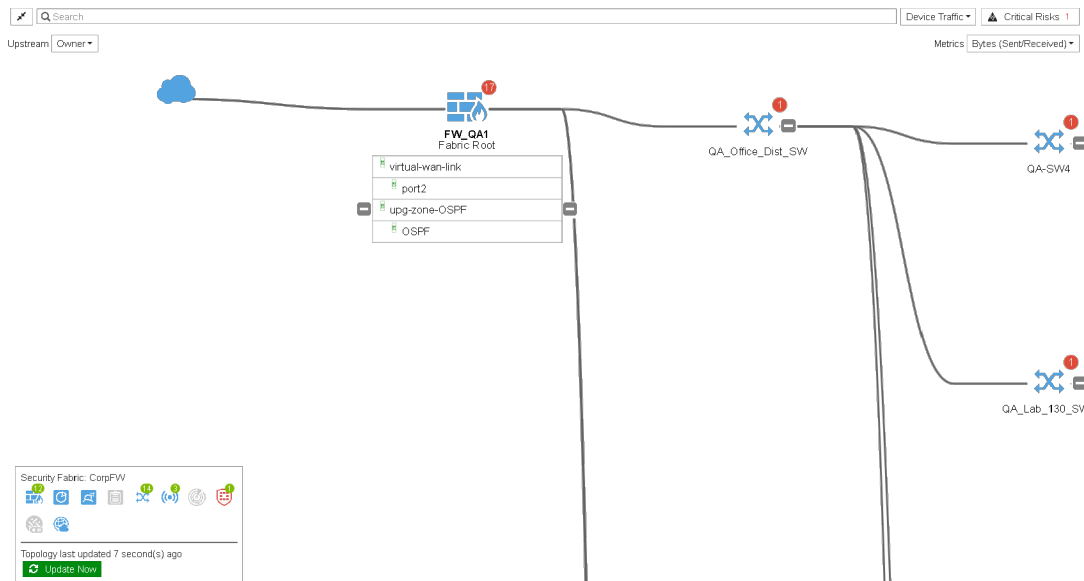 Search
Device Traffic
Critical Risks 1
Upstream Owner
Metrics Bytes (Sent/Received)
17
FW_QA1
Fabric Root
virtual-wan-link
port2
upg-zone-OSPF
OSPF
1
QA_Office_Dist_SW
1
QA-SW4
1
QA_Lab_130_SW
Security Fabric: CorpFW
12
14
3
1
Topology last updated 7 second(s) ago
Update Now